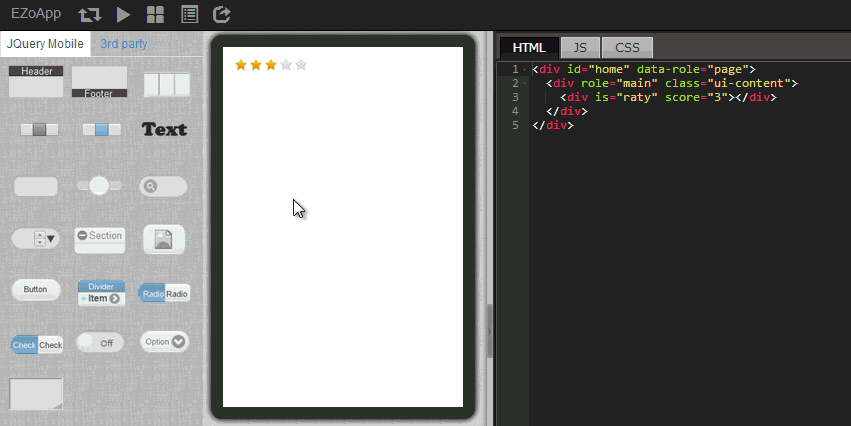 EZoApp
JQuery Mobile 3rd party
Header
Footer
Text
Section
Button
Divider
Item
Radio Radio
Check Check
Off
Option
HTML JS CSS
1 <div id="home" data-role="page">
2 <div role="main" class="ui-content">
3 <div is="raty" score="3"></div>
4 </div>
5 </div>